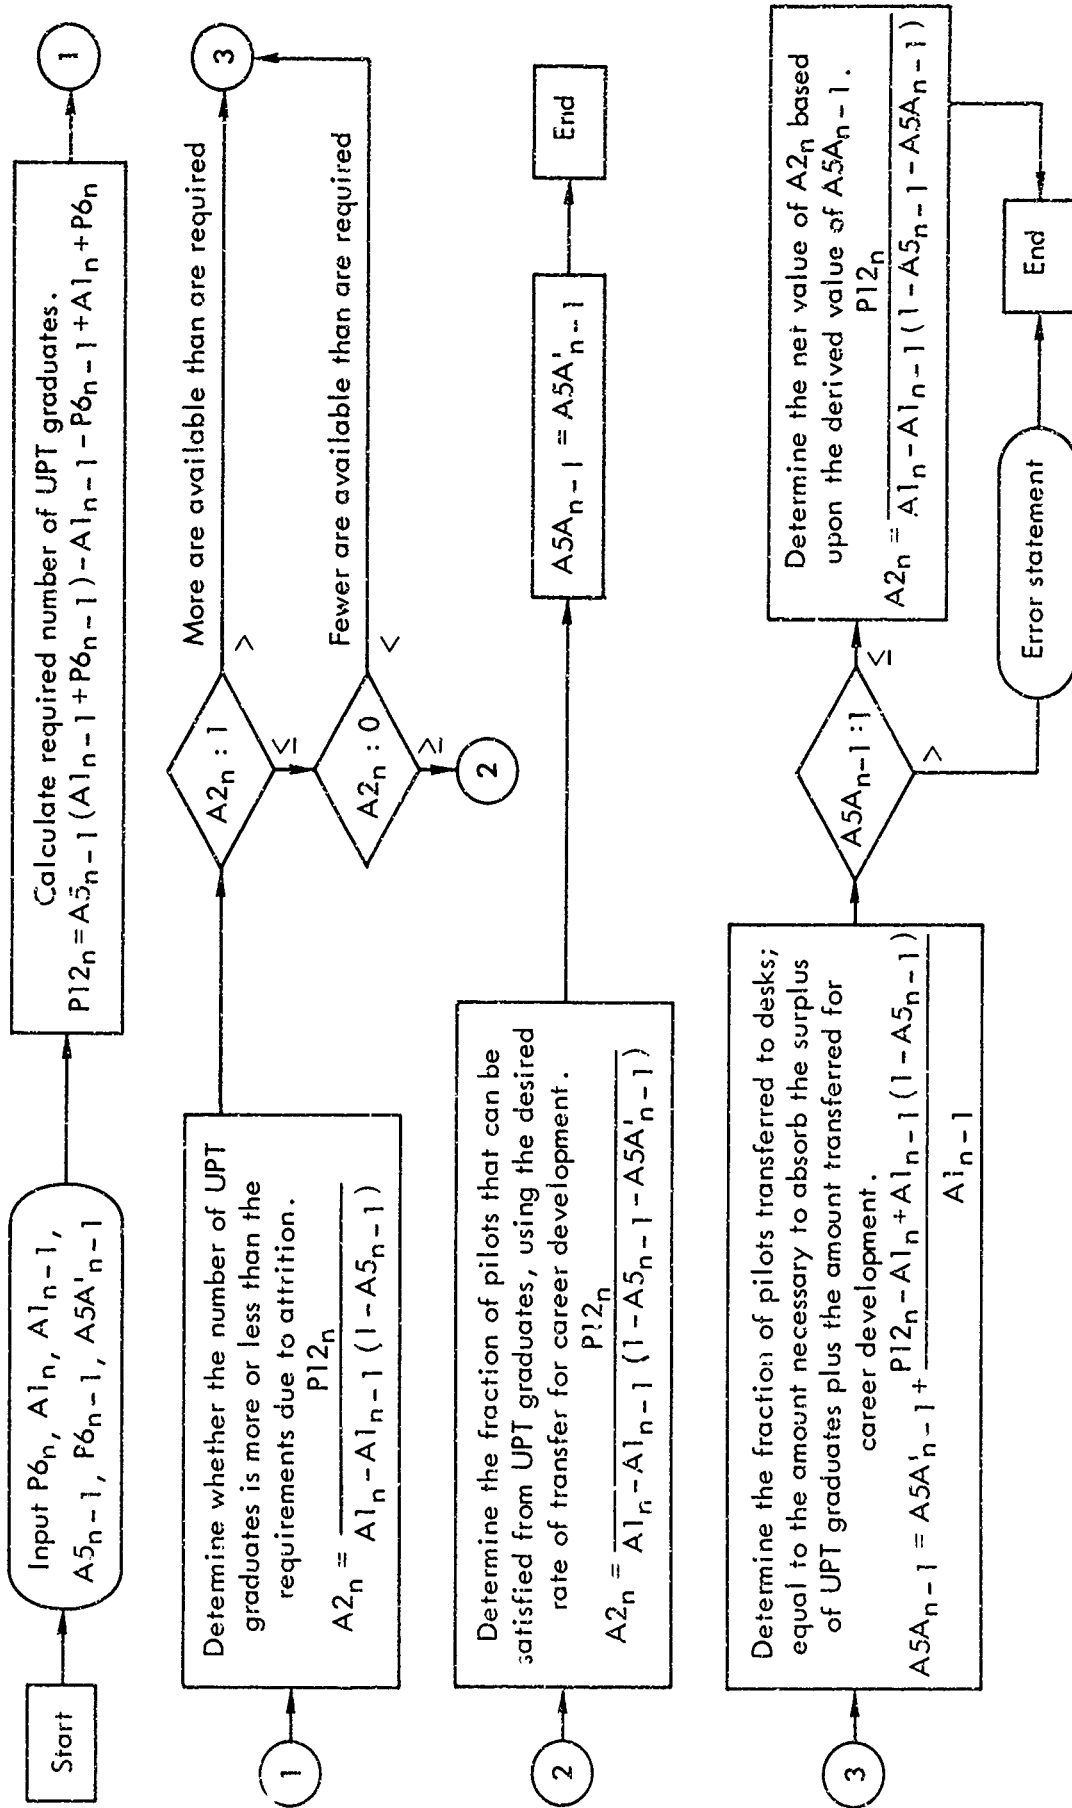 Start
Input P6n, A1n, A1n-1,
A5n-1, P6n-1, A5A'n-1
Calculate required number of UPT graduates.
P12n = A5n-1 (A1n-1 + P6n-1) - A1n-1 - P6n-1 + A1n + P6n
1
1
Determine whether the number of UPT
graduates is more or less than the
requirements due to attrition.
P12n
A2n =
A1n - A1n-1 (1 - A5n-1)
A2n : 1
>
More are available than are required
3
≤
A2n : 0
<
Fewer are available than are required
≥
2
2
Determine the fraction of pilots that can be
satisfied from UPT graduates, using the desired
rate of transfer for career development.
P12n
A2n =
A1n - A1n-1 (1 - A5n-1 - A5A'n-1)
A5An-1 = A5A'n-1
End
3
Determine the fraction of pilots transferred to desks;
equal to the amount necessary to absorb the surplus
of UPT graduates plus the amount transferred for
career development.
P12n - A1n + A1n-1 (1 - A5n-1)
A5An-1 = A5A'n-1 +
A1n-1
A5An-1 : 1
≤
>
Determine the net value of A2n based
upon the derived value of A5An-1.
P12n
A2n =
A1n - A1n-1 (1 - A5n-1 - A5An-1)
Error statement
End